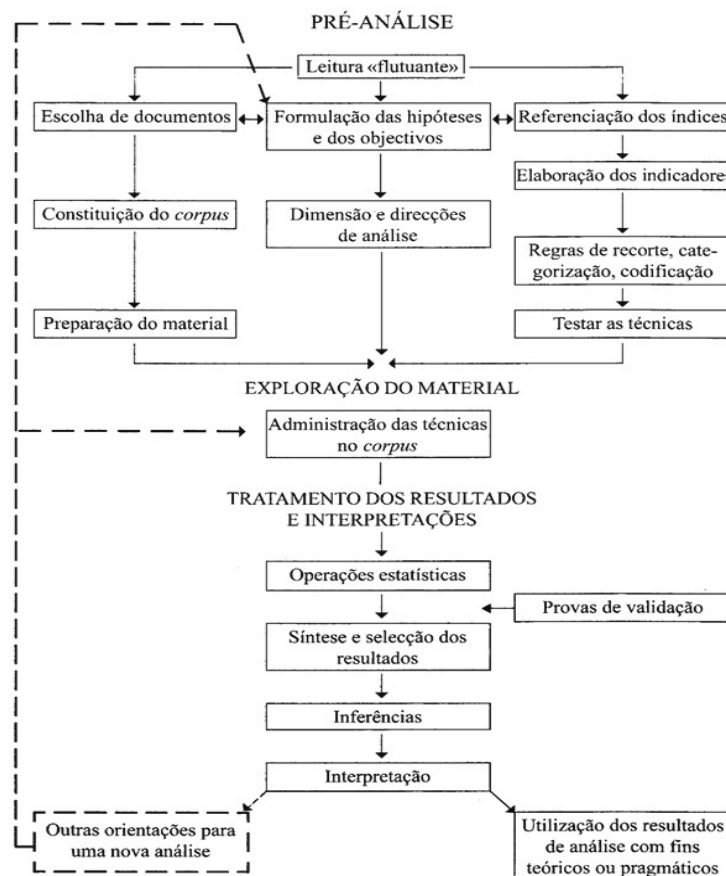 PRÉ-ANÁLISE
Leitura «flutuante»
Escolha de documentos
Formulação das hipóteses
e dos objectivos
Referenciação dos índices
Elaboração dos indicadores
Constituição do corpus
Dimensão e direcções
de análise
Regras de recorte, cate-
gorização, codificação
Preparação do material
Testar as técnicas
EXPLORAÇÃO DO MATERIAL
Administração das técnicas
no corpus
TRATAMENTO DOS RESULTADOS
E INTERPRETAÇÕES
Operações estatísticas
Provas de validação
Síntese e selecção dos
resultados
Inferências
Interpretação
Outras orientações para
uma nova análise
Utilização dos resultados
de análise com fins
teóricos ou pragmáticos